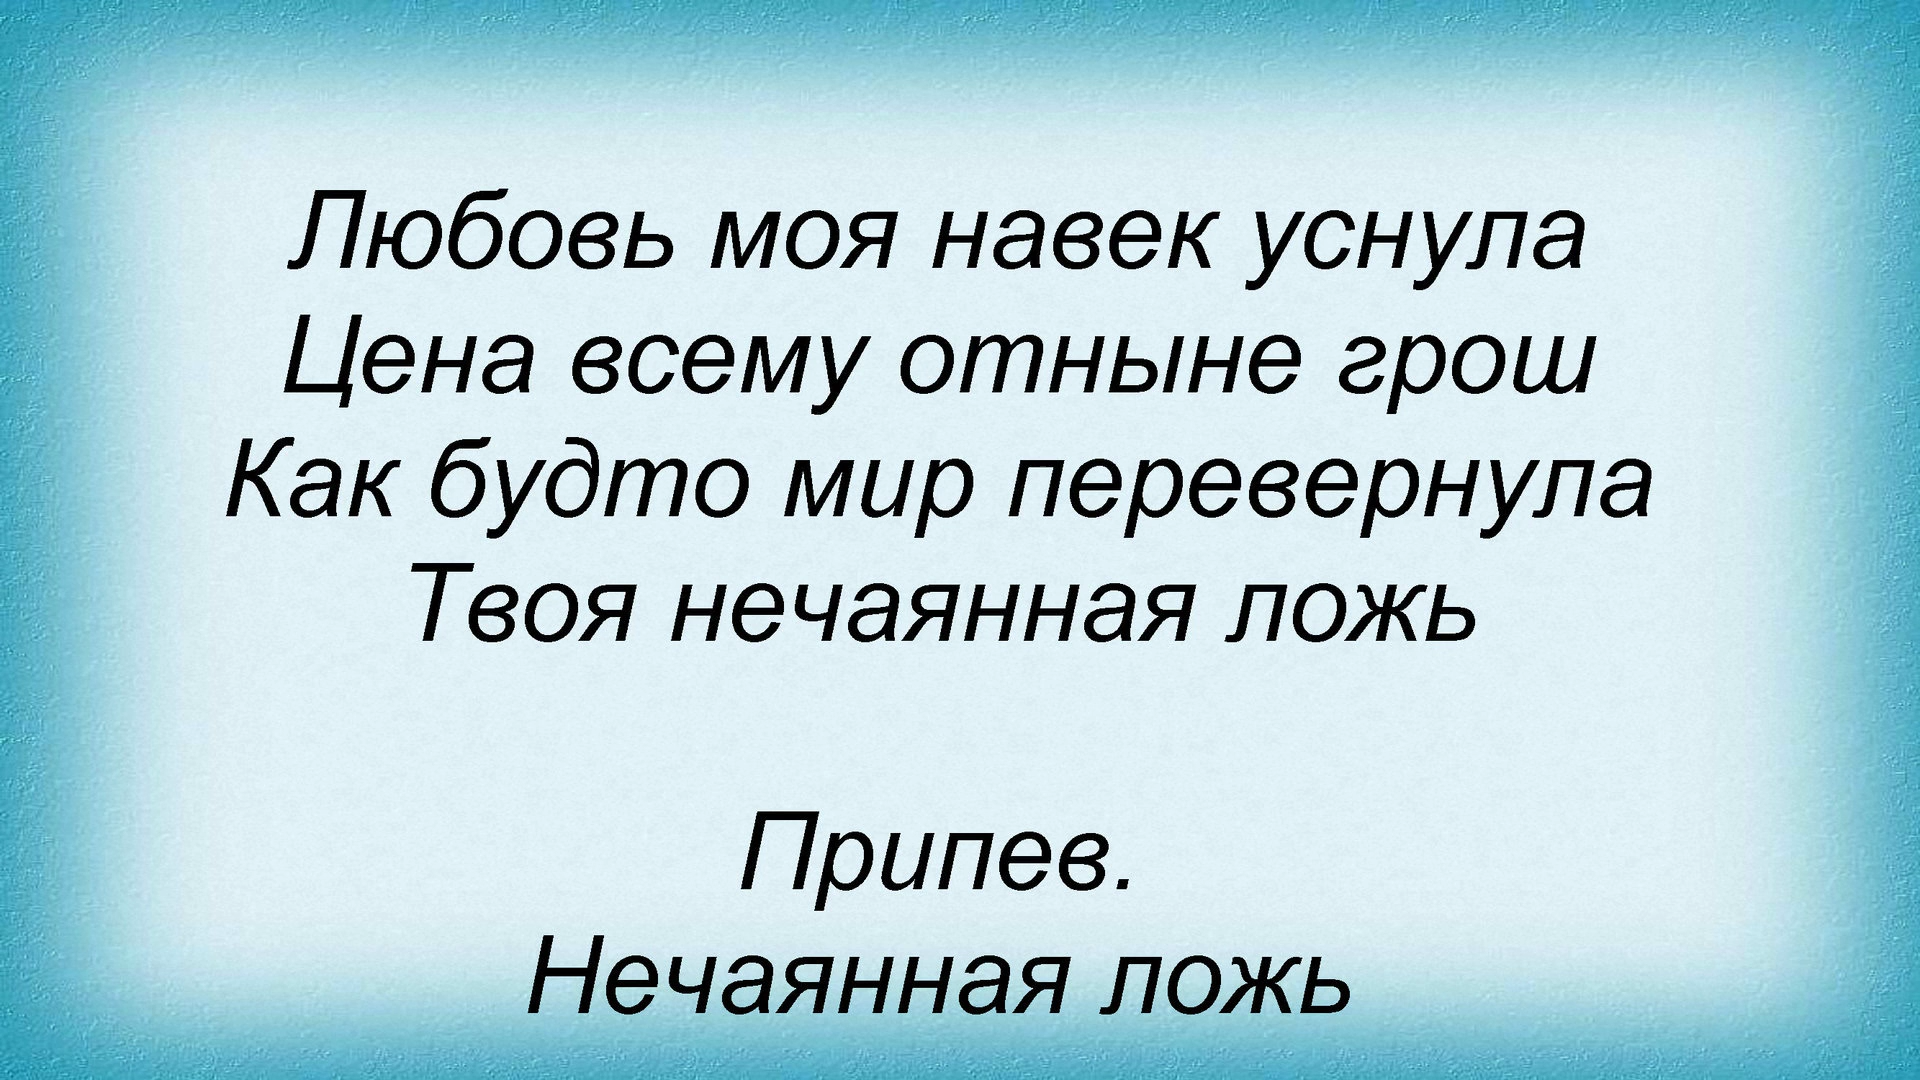 Любовь моя навек уснула
Цена всему отныне грош
Как будто мир перевернула
Твоя нечаянная ложь
Припев.
Нечаянная ложь